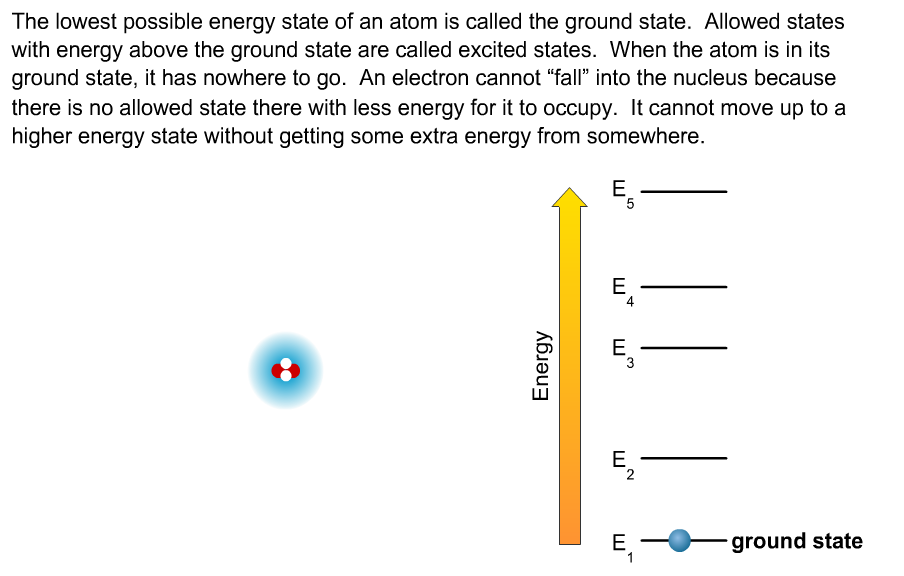 The lowest possible energy state of an atom is called the ground state.  Allowed states
with energy above the ground state are called excited states.  When the atom is in its
ground state, it has nowhere to go.  An electron cannot “fall” into the nucleus because
there is no allowed state there with less energy for it to occupy.  It cannot move up to a
higher energy state without getting some extra energy from somewhere.
E5
E4
E3
Energy
E2
E1 ground state